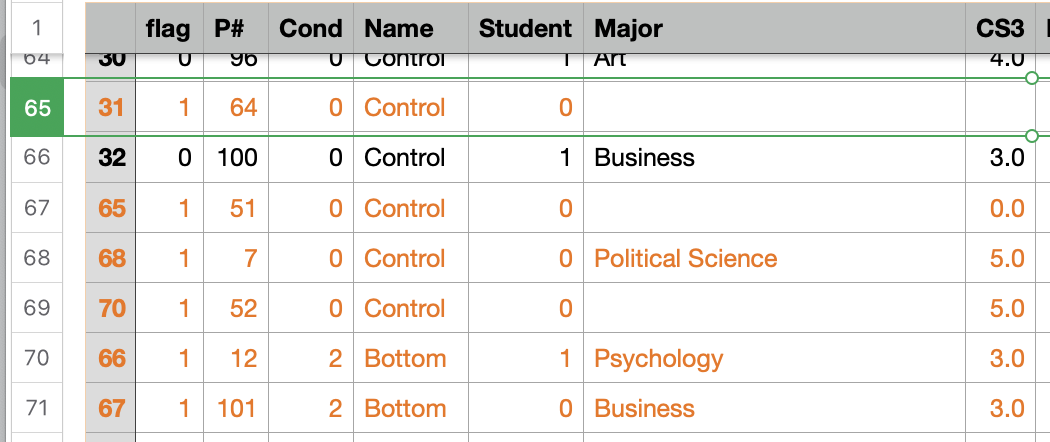 1 flag P# Cond Name Student Major CS3
64 30 0 96 0 Control 1 Art 4.0
65 31 1 64 0 Control 0
66 32 0 100 0 Control 1 Business 3.0
67 65 1 51 0 Control 0 0.0
68 68 1 7 0 Control 0 Political Science 5.0
69 70 1 52 0 Control 0 5.0
70 66 1 12 2 Bottom 1 Psychology 3.0
71 67 1 101 2 Bottom 0 Business 3.0